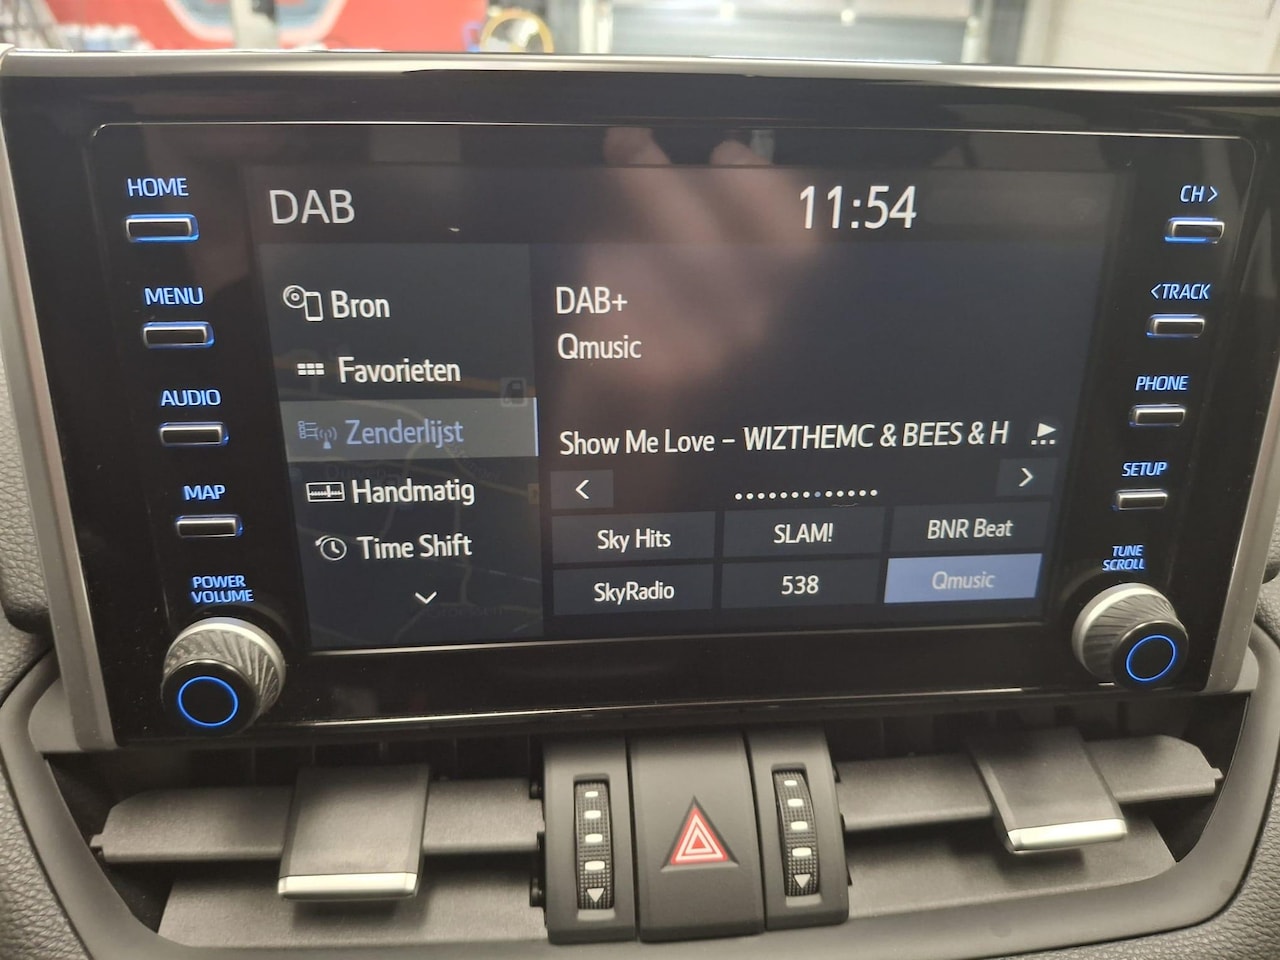 HOME
MENU
AUDIO
MAP
POWER
VOLUME
DAB
11:54
Bron
Favorieten
Zenderlijst
Handmatig
Time Shift
DAB+
Qmusic
Show Me Love – WIZTHEMC & BEES & H
<
>
Sky Hits
SLAM!
BNR Beat
SkyRadio
538
Qmusic
CH >
<TRACK
PHONE
SETUP
TUNE
SCROLL